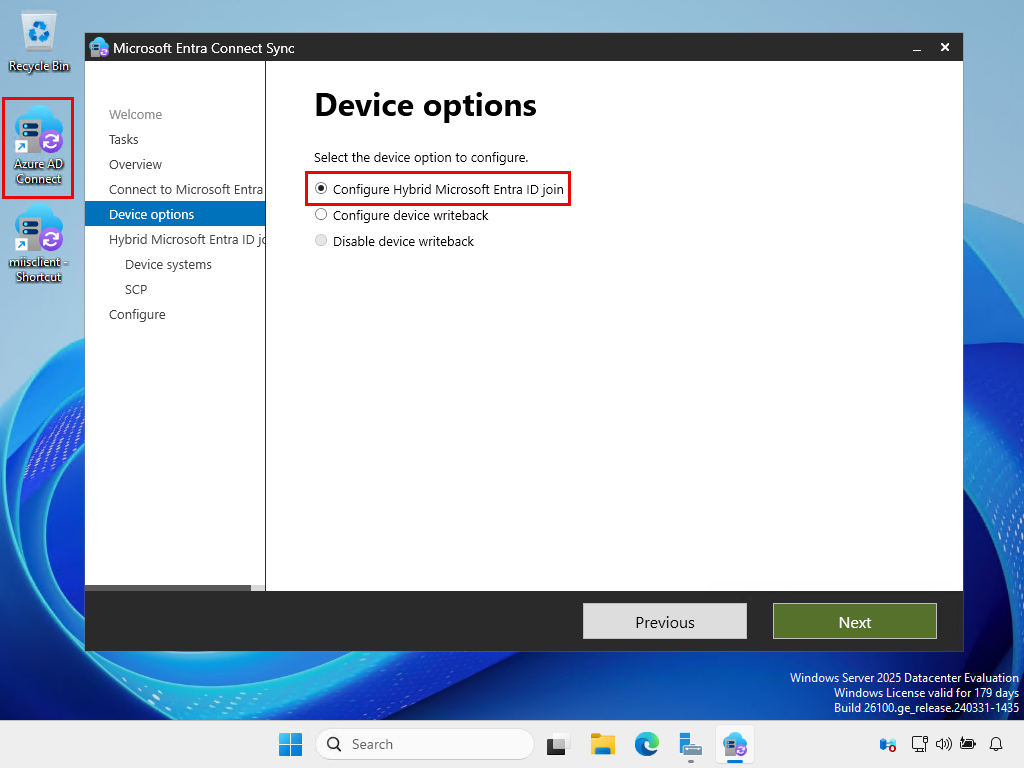 Recycle Bin
Azure AD
Connect
miisclient -
Shortcut
Microsoft Entra Connect Sync
Welcome
Tasks
Overview
Connect to Microsoft Entra
Device options
Hybrid Microsoft Entra ID jo
Device systems
SCP
Configure
Device options
Select the device option to configure.
Configure Hybrid Microsoft Entra ID join
Configure device writeback
Disable device writeback
Previous
Next
Windows Server 2025 Datacenter Evaluation
Windows License valid for 179 days
Build 26100.ge_release.240331-1435
Search